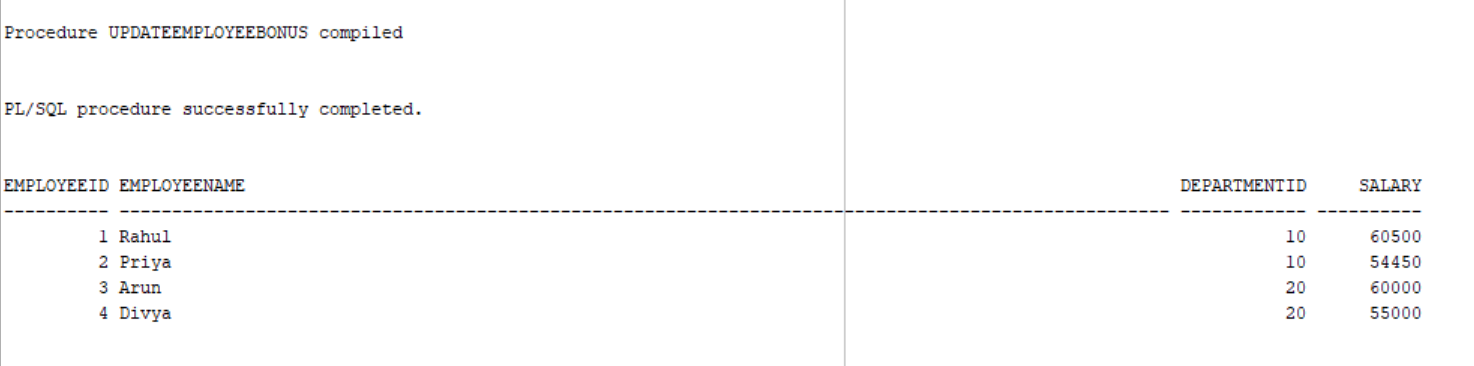 Procedure UPDATEEMPLOYEEBONUS compiled
PL/SQL procedure successfully completed.
EMPLOYEEID EMPLOYEENAME DEPARTMENTID SALARY
---------- ---------------------------------------------------------------------------------------------------- ------------ ----------
1 Rahul 10 60500
2 Priya 10 54450
3 Arun 20 60000
4 Divya 20 55000